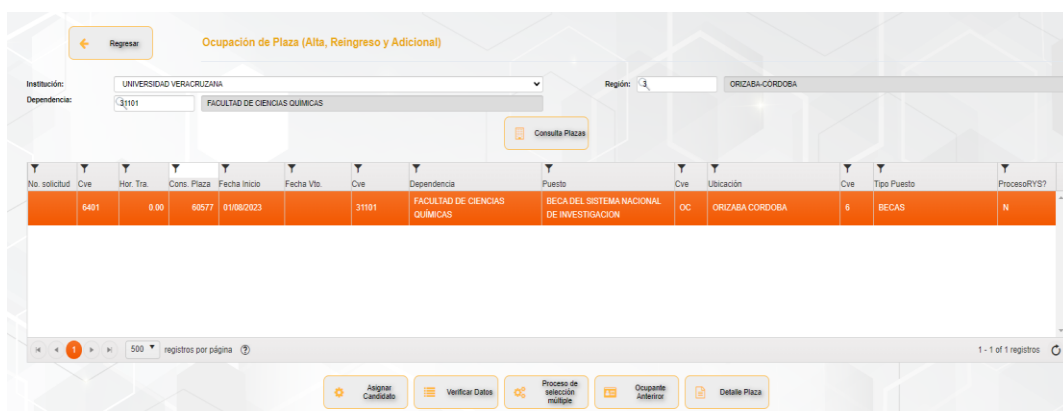 Regresar
Ocupación de Plaza (Alta, Reingreso y Adicional)
Institución: UNIVERSIDAD VERACRUZANA Región: 3 ORIZABA-CORDOBA
Dependencia: 31101 FACULTAD DE CIENCIAS QUÍMICAS
Consulta Plazas
No. solicitud Cve Hor. Tra. Cons. Plaza Fecha Inicio Fecha Vto. Cve Dependencia Puesto Cve Ubicación Cve Tipo Puesto ProcesoRYS?
6401 0.00 60577 01/08/2023 31101 FACULTAD DE CIENCIAS QUÍMICAS BECA DEL SISTEMA NACIONAL DE INVESTIGACION OC ORIZABA CORDOBA 6 BECAS N
1 500 registros por página 1 - 1 of 1 registros
Asignar Candidato Verificar Datos Proceso de selección múltiple Ocupante Anteriror Detalle Plaza